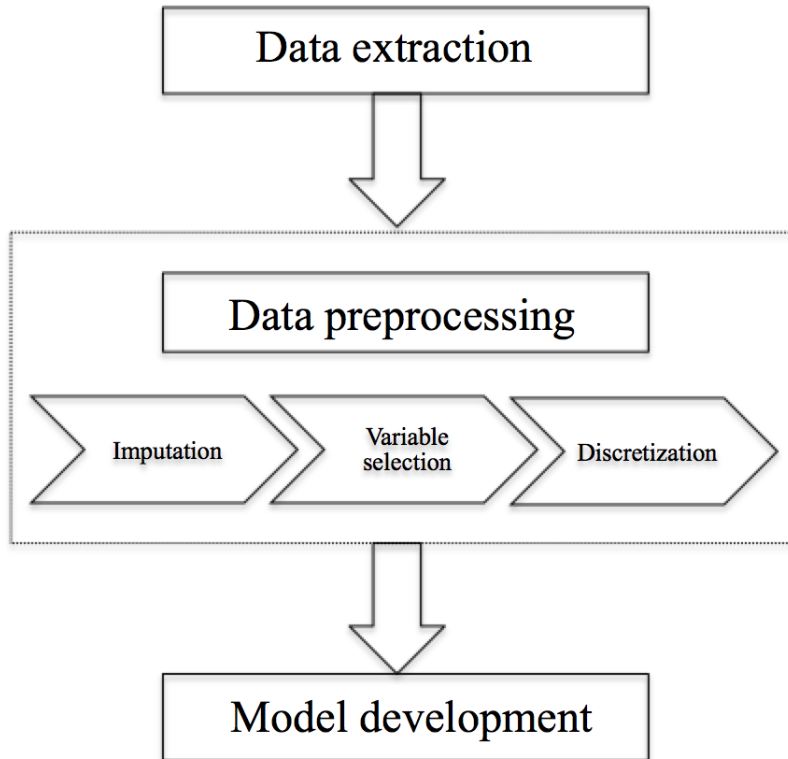 Data extraction
Data preprocessing
Imputation
Variable
selection
Discretization
Model development